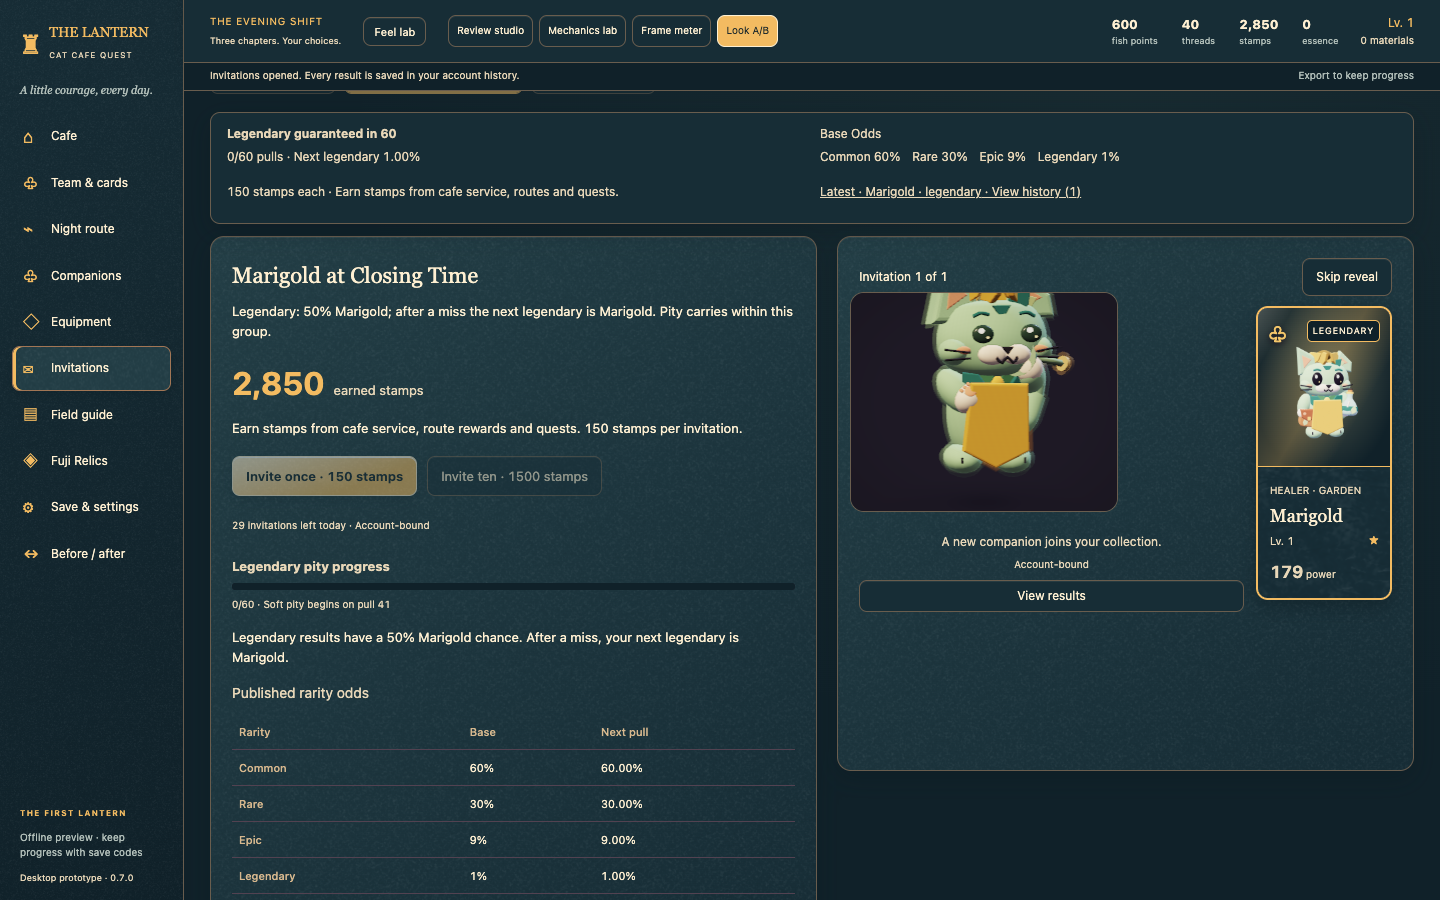 THE LANTERN
CAT CAFE QUEST
A little courage, every day.
Cafe
Team & cards
Night route
Companions
Equipment
Invitations
Field guide
Fuji Relics
Save & settings
Before / after
THE FIRST LANTERN
Offline preview · keep
progress with save codes
Desktop prototype · 0.7.0
THE EVENING SHIFT
Three chapters. Your choices.
Feel lab
Review studio
Mechanics lab
Frame meter
Look A/B
600
fish points
40
threads
2,850
stamps
0
essence
Lv. 1
0 materials
Invitations opened. Every result is saved in your account history.
Export to keep progress
Legendary guaranteed in 60
0/60 pulls · Next legendary 1.00%
150 stamps each · Earn stamps from cafe service, routes and quests.
Base Odds
Common 60% Rare 30% Epic 9% Legendary 1%
Latest · Marigold · legendary · View history (1)
Marigold at Closing Time
Legendary: 50% Marigold; after a miss the next legendary is Marigold. Pity carries within this
group.
2,850 earned stamps
Earn stamps from cafe service, route rewards and quests. 150 stamps per invitation.
Invite once · 150 stamps
Invite ten · 1500 stamps
29 invitations left today · Account-bound
Legendary pity progress
0/60 · Soft pity begins on pull 41
Legendary results have a 50% Marigold chance. After a miss, your next legendary is
Marigold.
Published rarity odds
Rarity Base Next pull
Common 60% 60.00%
Rare 30% 30.00%
Epic 9% 9.00%
Legendary 1% 1.00%
Invitation 1 of 1
Skip reveal
A new companion joins your collection.
Account-bound
View results
LEGENDARY
HEALER · GARDEN
Marigold
Lv. 1
179 power